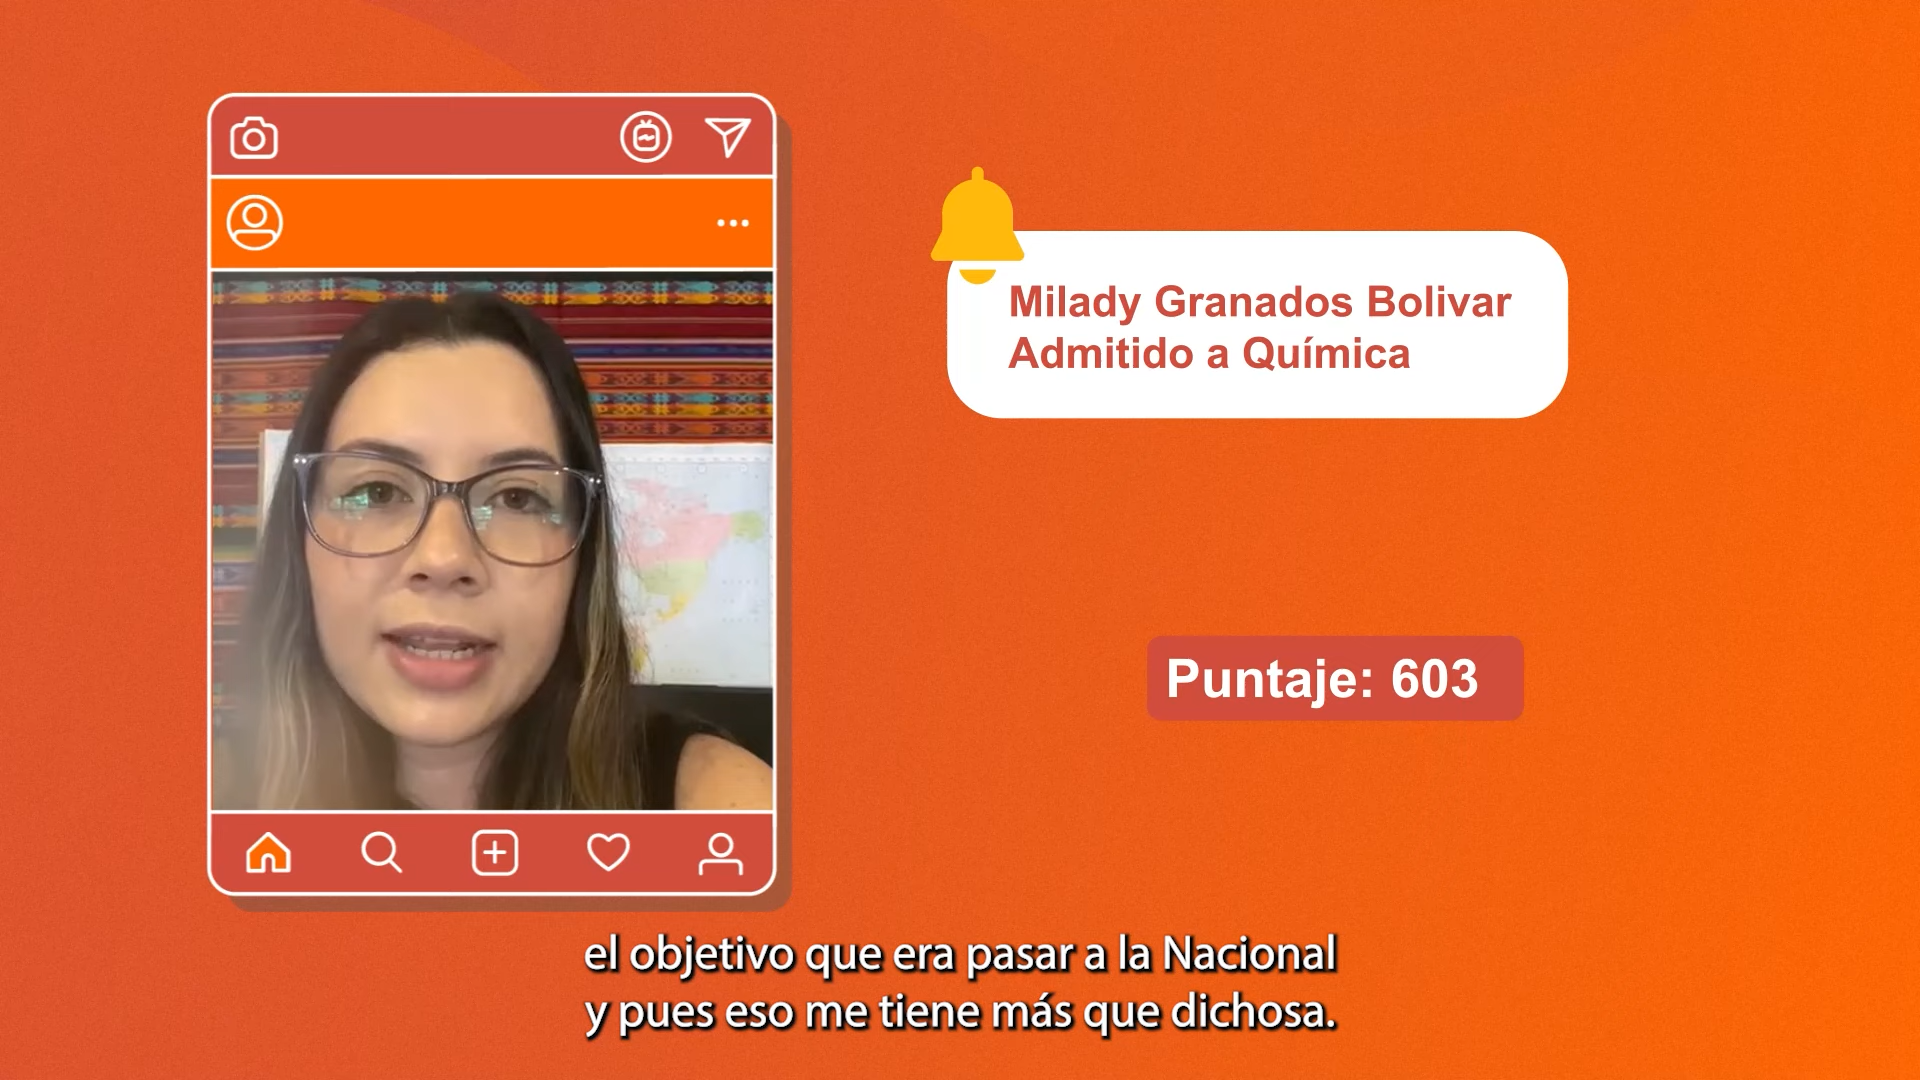 Milady Granados Bolivar
Admitido a Química
Puntaje: 603
el objetivo que era pasar a la Nacional
y pues eso me tiene más que dichosa.